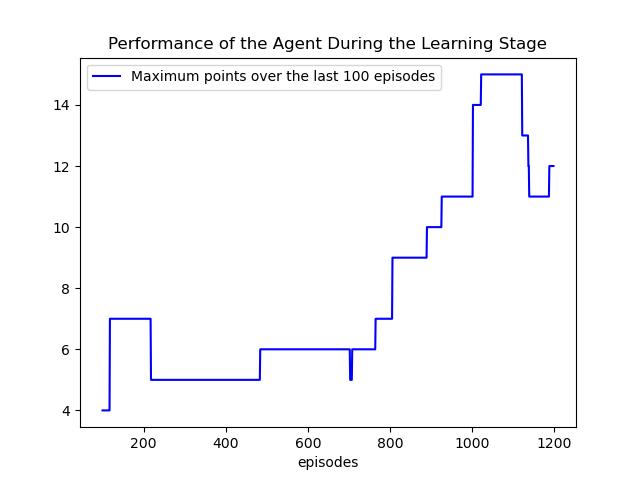 Performance of the Agent During the Learning Stage
Maximum points over the last 100 episodes
14
12
10
8
6
4
200 400 600 800 1000 1200
episodes